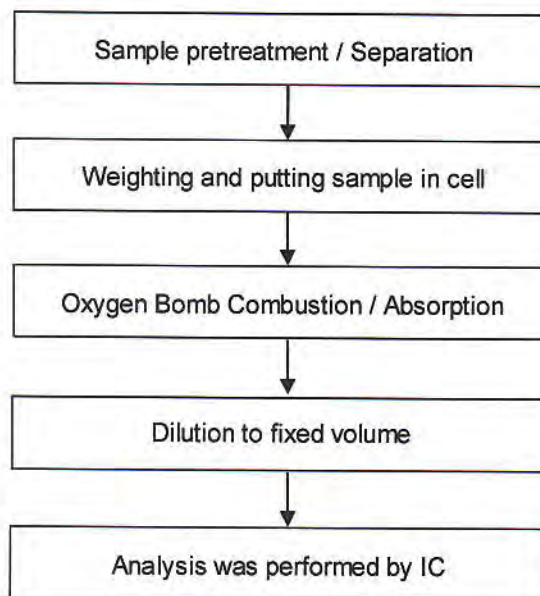 Sample pretreatment / Separation
Weighting and putting sample in cell
Oxygen Bomb Combustion / Absorption
Dilution to fixed volume
Analysis was performed by IC